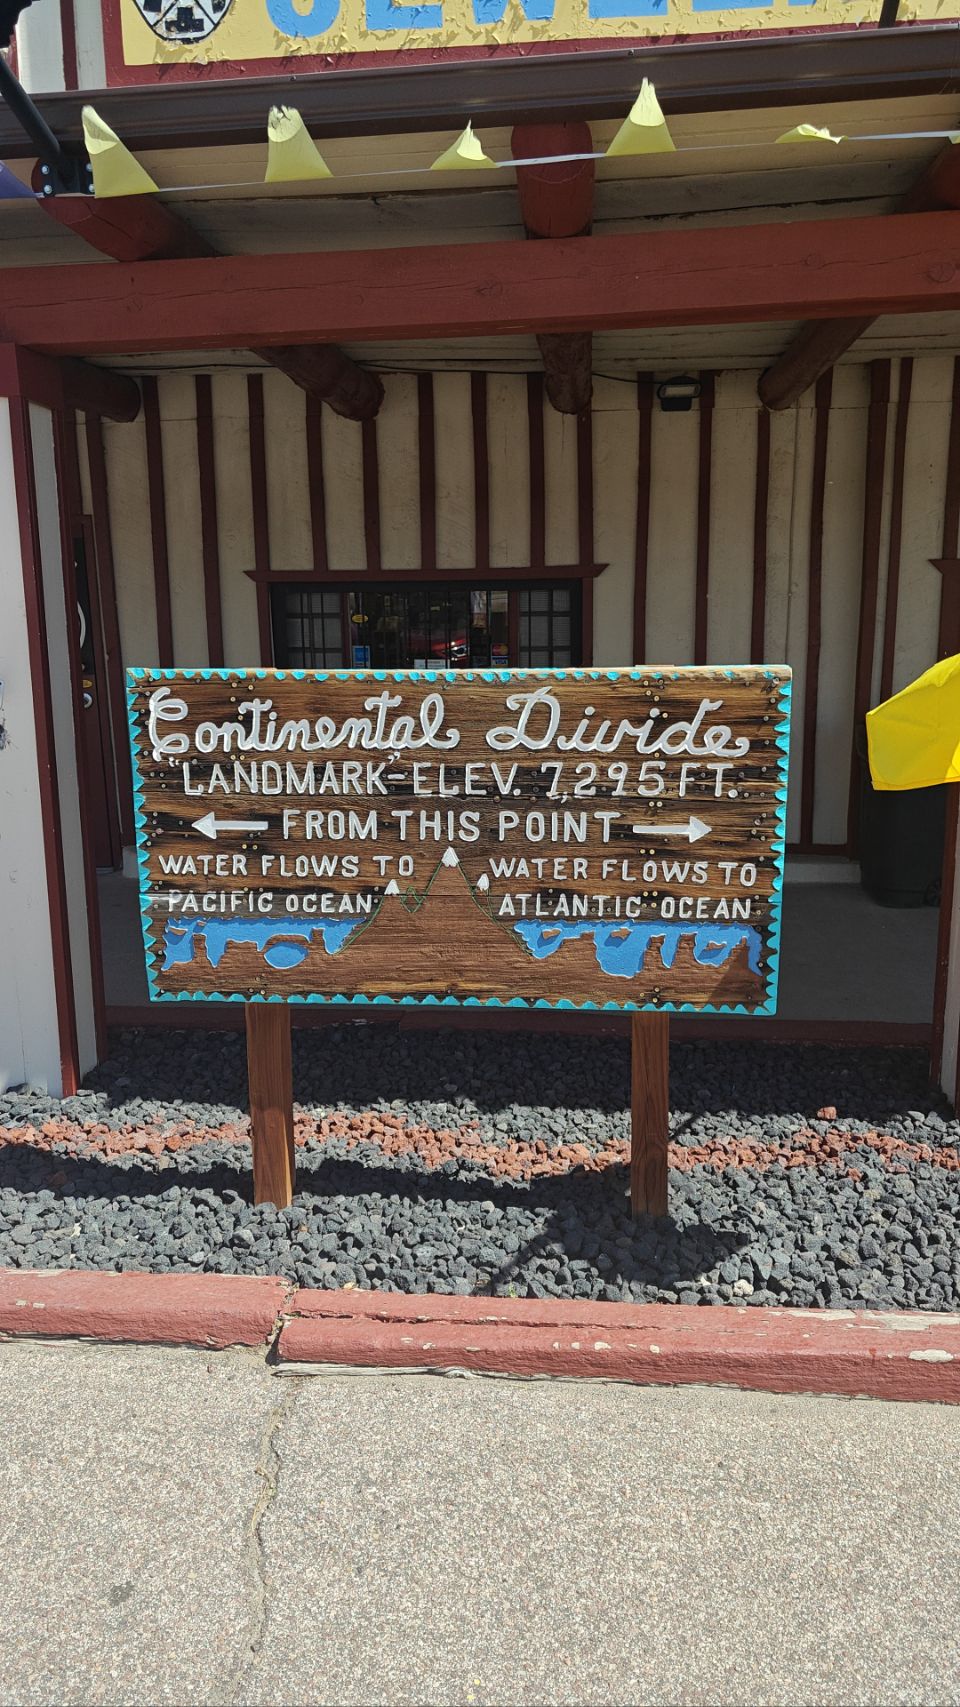 Continental Divide
"LANDMARK" ELEV. 7,295 FT.
← FROM THIS POINT →
WATER FLOWS TO
PACIFIC OCEAN
WATER FLOWS TO
ATLANTIC OCEAN